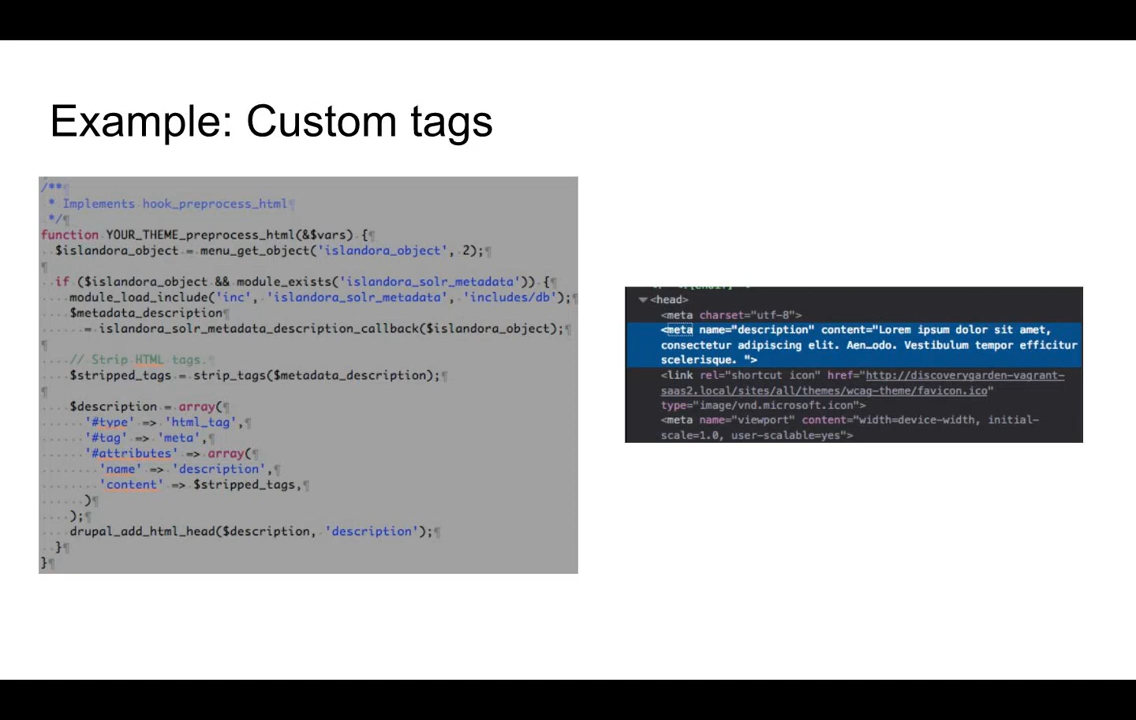 Example: Custom tags
/**
 * Implements hook_preprocess_html
 */
function YOUR_THEME_preprocess_html(&$vars) {
  $islandora_object = menu_get_object('islandora_object', 2);
  if ($islandora_object && module_exists('islandora_solr_metadata')) {
    module_load_include('inc', 'islandora_solr_metadata', 'includes/db');
    $metadata_description
      = islandora_solr_metadata_description_callback($islandora_object);
    // Strip HTML tags.
    $stripped_tags = strip_tags($metadata_description);
    $description = array(
      '#type' => 'html_tag',
      '#tag' => 'meta',
      '#attributes' => array(
        'name' => 'description',
        'content' => $stripped_tags,
      )
    );
    drupal_add_html_head($description, 'description');
  }
}
<head>
<meta charset="utf-8">
<meta name="description" content="Lorem ipsum dolor sit amet,
consectetur adipiscing elit. Aen…odo. Vestibulum tempor efficitur
scelerisque. ">
<link rel="shortcut icon" href="http://discoverygarden-vagrant-
saas2.local/sites/all/themes/wcag-theme/favicon.ico"
type="image/vnd.microsoft.icon">
<meta name="viewport" content="width=device-width, initial-
scale=1.0, user-scalable=yes">